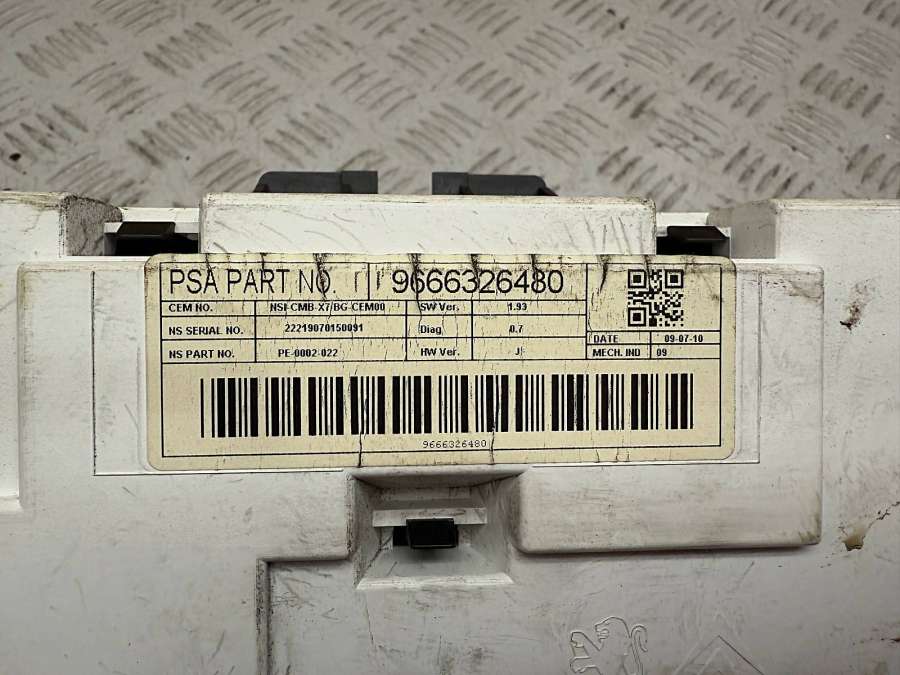 PSA PART NO. 9666326480
CEM NO. NSI-CMB-X7/BG-CEM00 SW Ver. 1.93
NS SERIAL NO. 22219070150091 Diag 0.7
DATE 09-07-10
NS PART NO. PE-0002-022 HW Ver. J
MECH. IND 09
9666326480